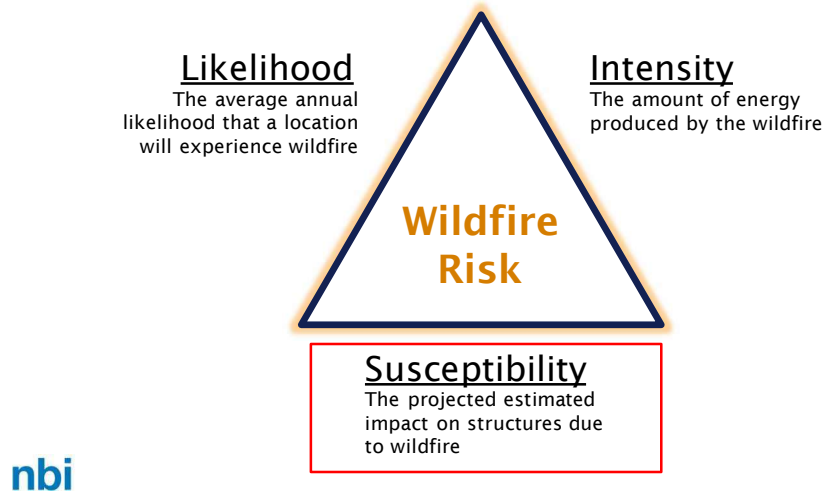 Likelihood
The average annual
likelihood that a location
will experience wildfire
Intensity
The amount of energy
produced by the wildfire
Wildfire
Risk
Susceptibility
The projected estimated
impact on structures due
to wildfire
nbi